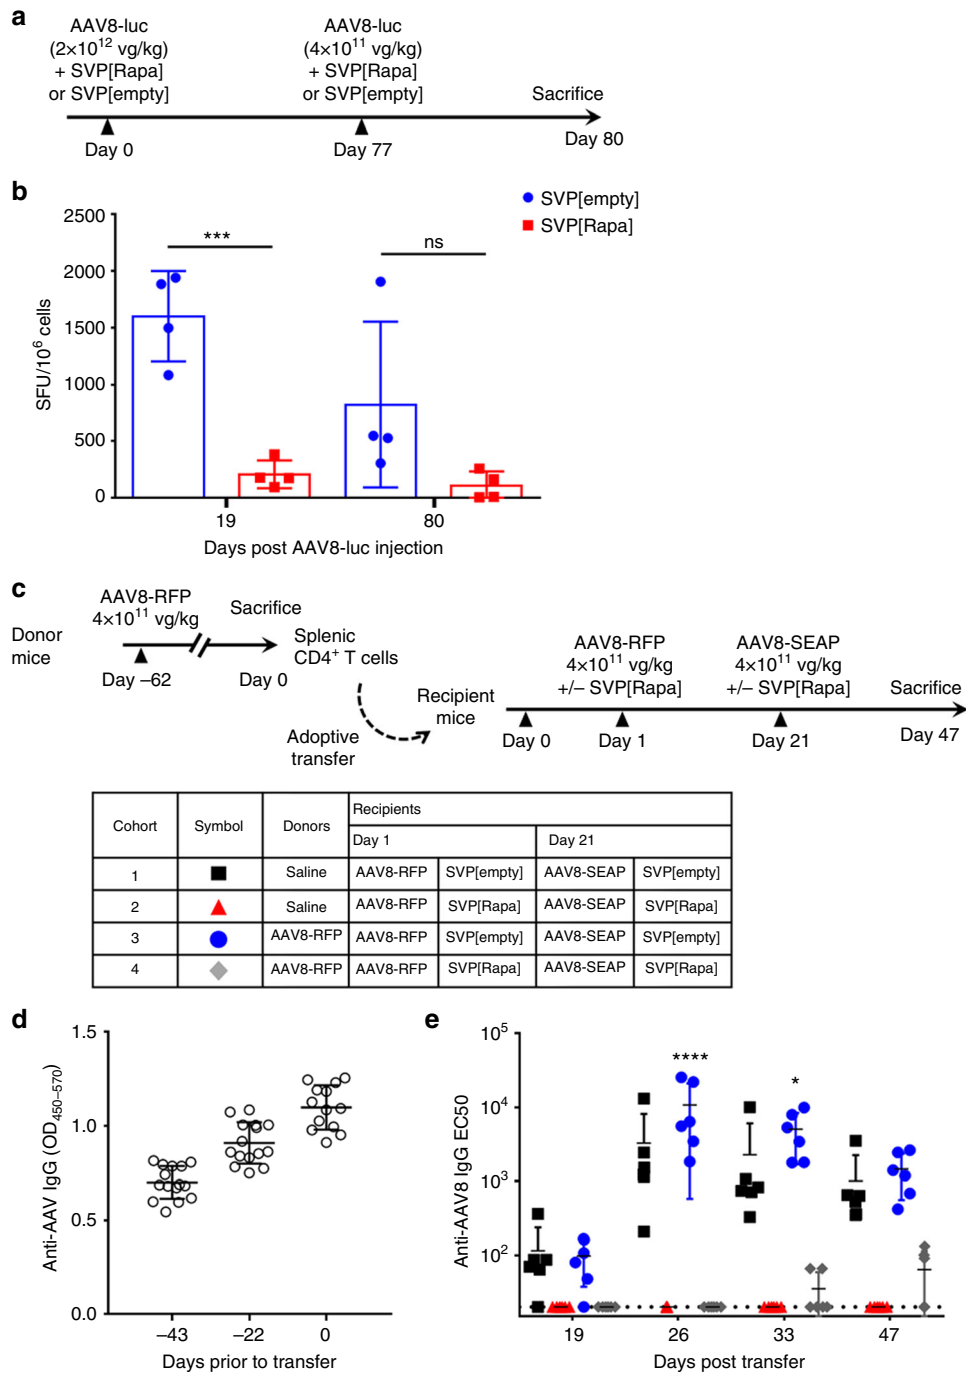 a
AAV8-luc
(2×10¹² vg/kg)
+ SVP[Rapa]
or SVP[empty]
AAV8-luc
(4×10¹¹ vg/kg)
+ SVP[Rapa]
or SVP[empty]
Sacrifice
Day 0
Day 77
Day 80
b
SVP[empty]
SVP[Rapa]
2500
2000
1500
1000
500
0
SFU/10⁶ cells
***
ns
19
80
Days post AAV8-luc injection
c
Donor
mice
AAV8-RFP
4×10¹¹ vg/kg
Sacrifice
Day –62
Day 0
Splenic
CD4⁺ T cells
Adoptive
transfer
Recipient
mice
AAV8-RFP
4×10¹¹ vg/kg
+/– SVP[Rapa]
AAV8-SEAP
4×10¹¹ vg/kg
+/– SVP[Rapa]
Sacrifice
Day 0
Day 1
Day 21
Day 47
Cohort Symbol Donors Recipients
Day 1 Day 21
1 Saline AAV8-RFP SVP[empty] AAV8-SEAP SVP[empty]
2 Saline AAV8-RFP SVP[Rapa] AAV8-SEAP SVP[Rapa]
3 AAV8-RFP AAV8-RFP SVP[empty] AAV8-SEAP SVP[empty]
4 AAV8-RFP AAV8-RFP SVP[Rapa] AAV8-SEAP SVP[Rapa]
d
1.5
1.0
0.5
0.0
Anti-AAV IgG (OD₄₅₀₋₅₇₀)
–43
–22
0
Days prior to transfer
e
10⁵
10⁴
10³
10²
Anti-AAV8 IgG EC50
****
*
19
26
33
47
Days post transfer